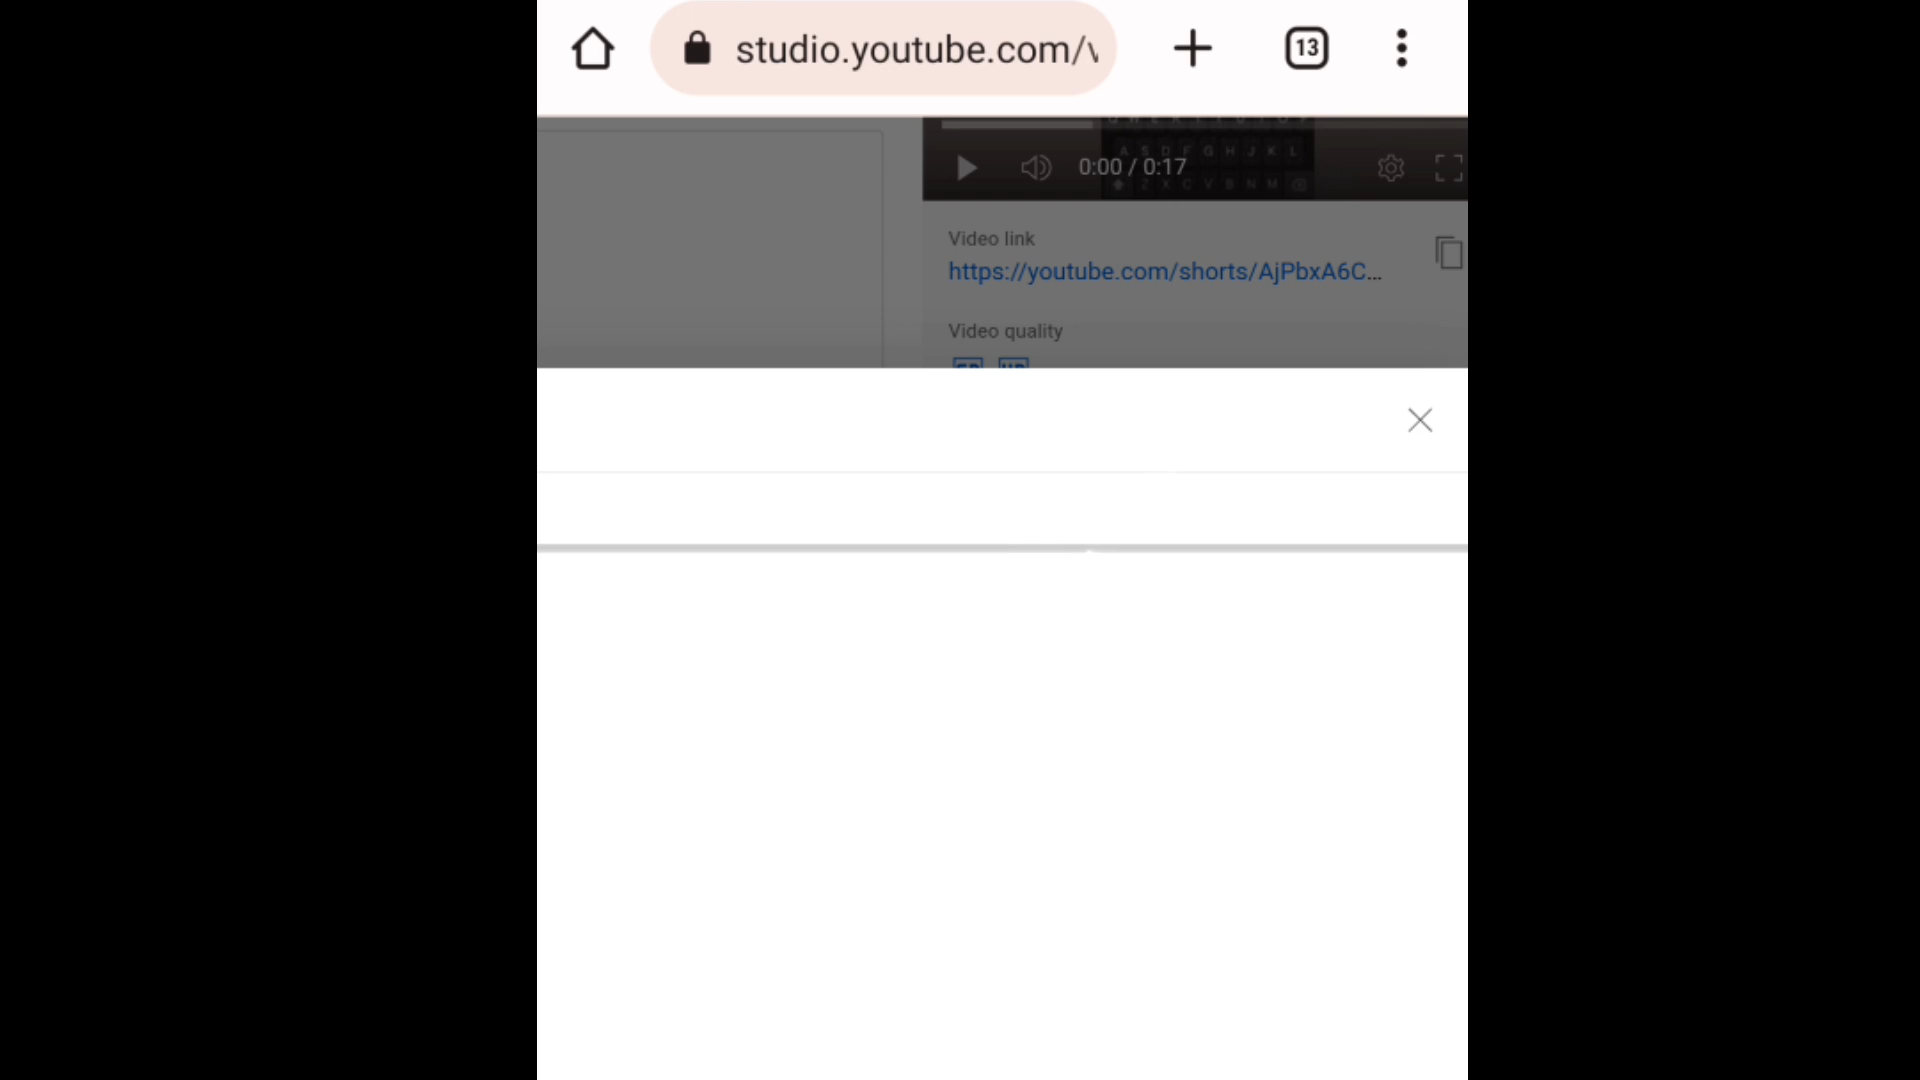 studio.youtube.com/v
13
A S D F G H J K L
0:00 / 0:17
Z X C V B N M
Video link
https://youtube.com/shorts/AjPbxA6C...
Video quality